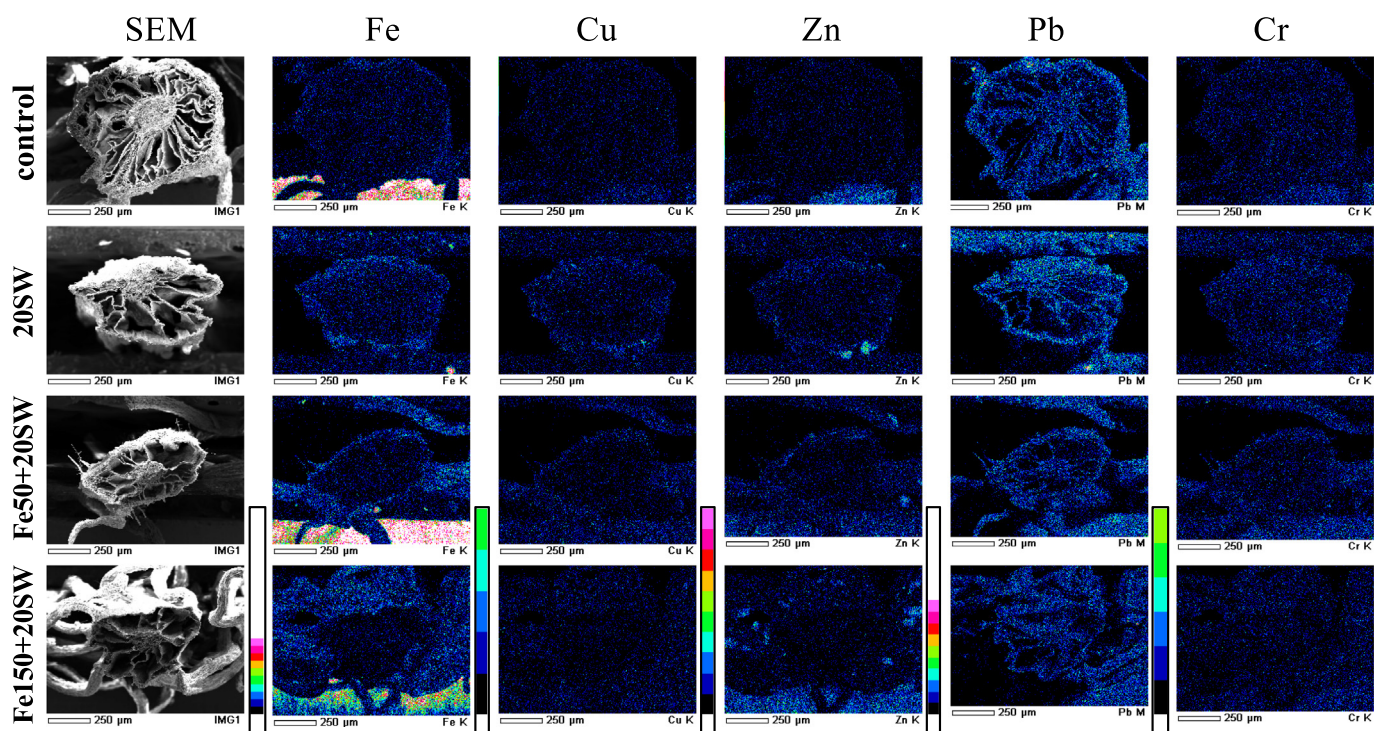 SEM Fe Cu Zn Pb Cr
control
250 µm IMG1 250 µm Fe K 250 µm Cu K 250 µm Zn K 250 µm Pb M 250 µm Cr K
20SW
250 µm IMG1 250 µm Fe K 250 µm Cu K 250 µm Zn K 250 µm Pb M 250 µm Cr K
Fe50+20SW
250 µm IMG1 250 µm Fe K 250 µm Cu K 250 µm Zn K 250 µm Pb M 250 µm Cr K
Fe150+20SW
250 µm IMG1 250 µm Fe K 250 µm Cu K 250 µm Zn K 250 µm Pb M 250 µm Cr K